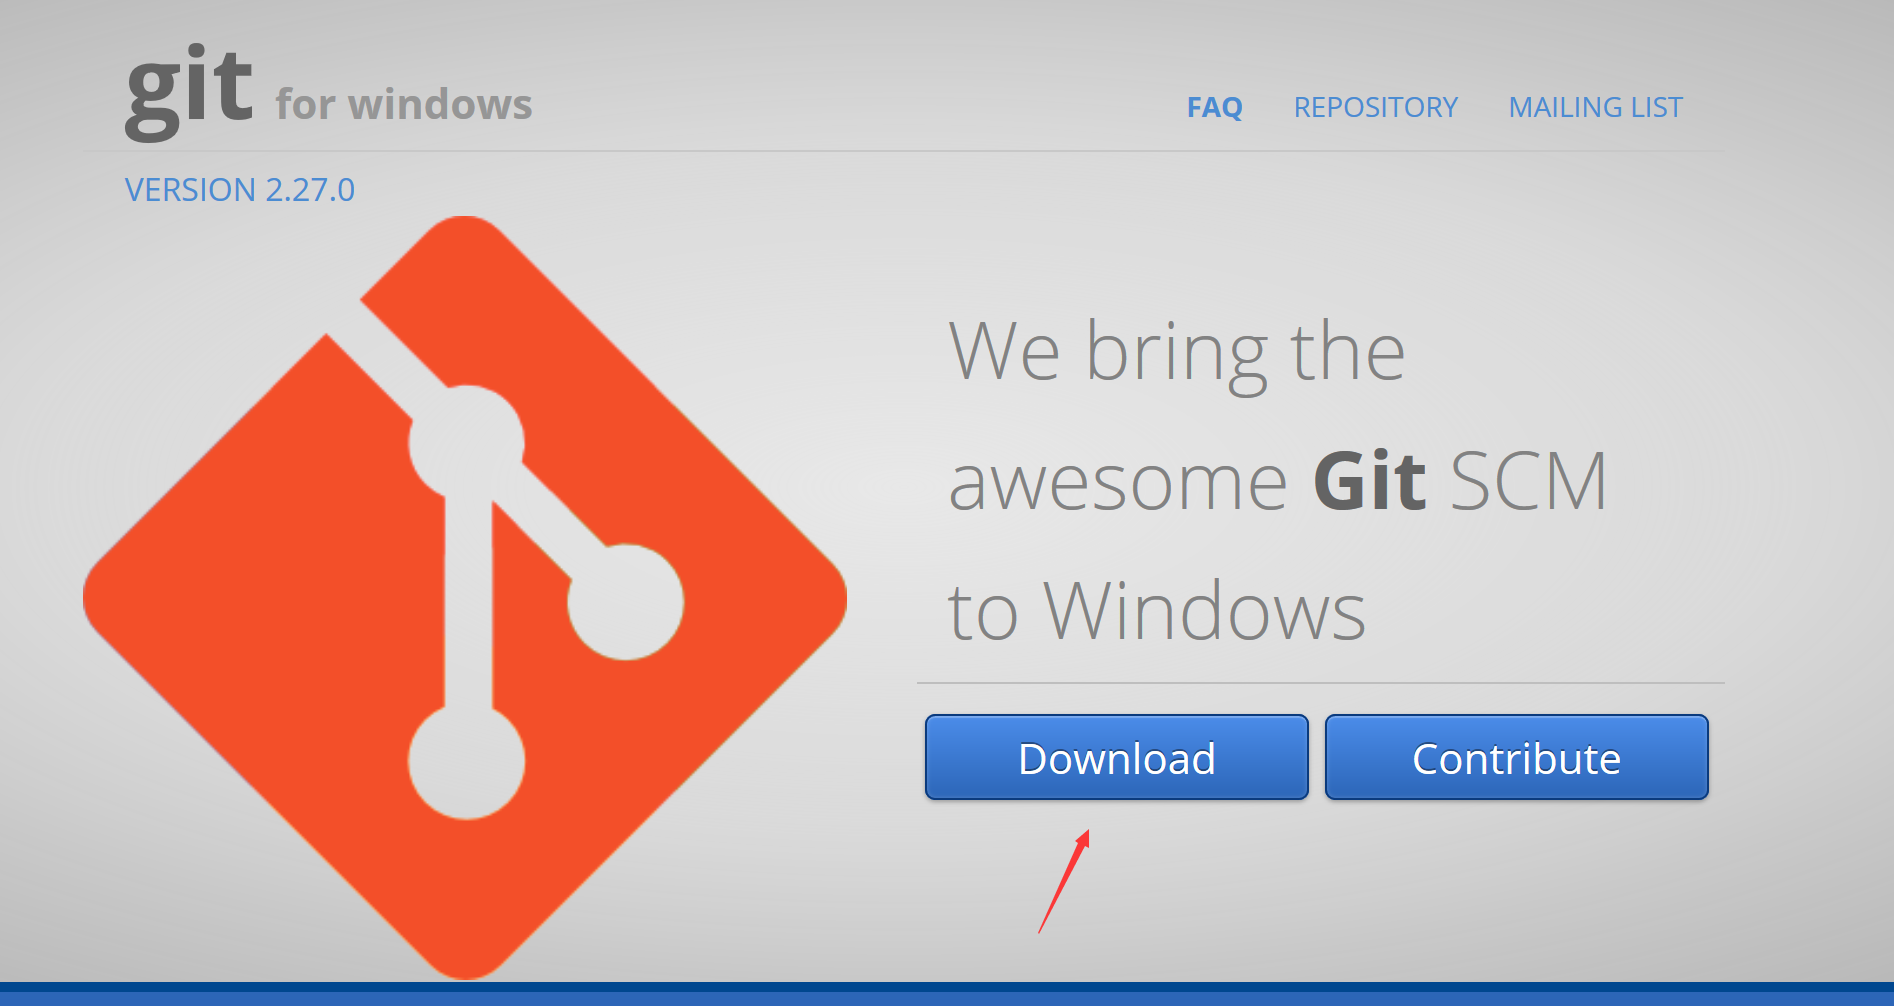 git for windows
FAQ REPOSITORY MAILING LIST
VERSION 2.27.0
We bring the
awesome Git SCM
to Windows
Download Contribute